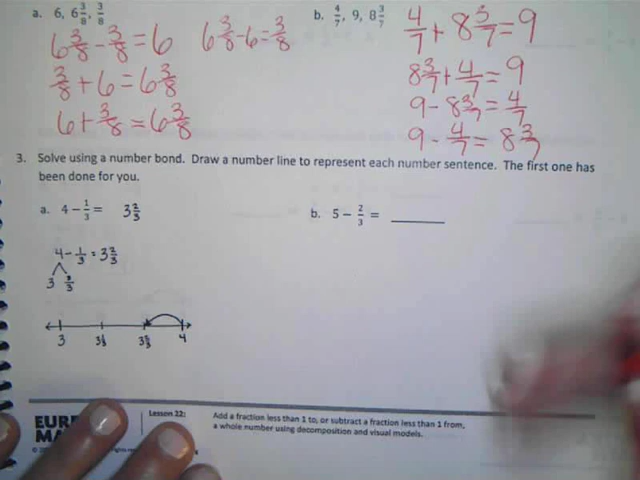 a. 6, 6 3/8, 3/8
6 3/8 - 3/8 = 6
6 3/8 - 6 = 3/8
3/8 + 6 = 6 3/8
6 + 3/8 = 6 3/8
b. 4/7, 9, 8 3/7
4/7 + 8 3/7 = 9
8 3/7 + 4/7 = 9
9 - 8 3/7 = 4/7
9 - 4/7 = 8 3/7
3. Solve using a number bond. Draw a number line to represent each number sentence. The first one has
been done for you.
a. 4 - 1/3 = 3 2/3
4 - 1/3 = 3 2/3
3 3/3
3 3 1/3 3 2/3 4
b. 5 - 2/3 = ______
EUR
MA
Lesson 22:
Add a fraction less than 1 to, or subtract a fraction less than 1 from,
a whole number using decomposition and visual models.